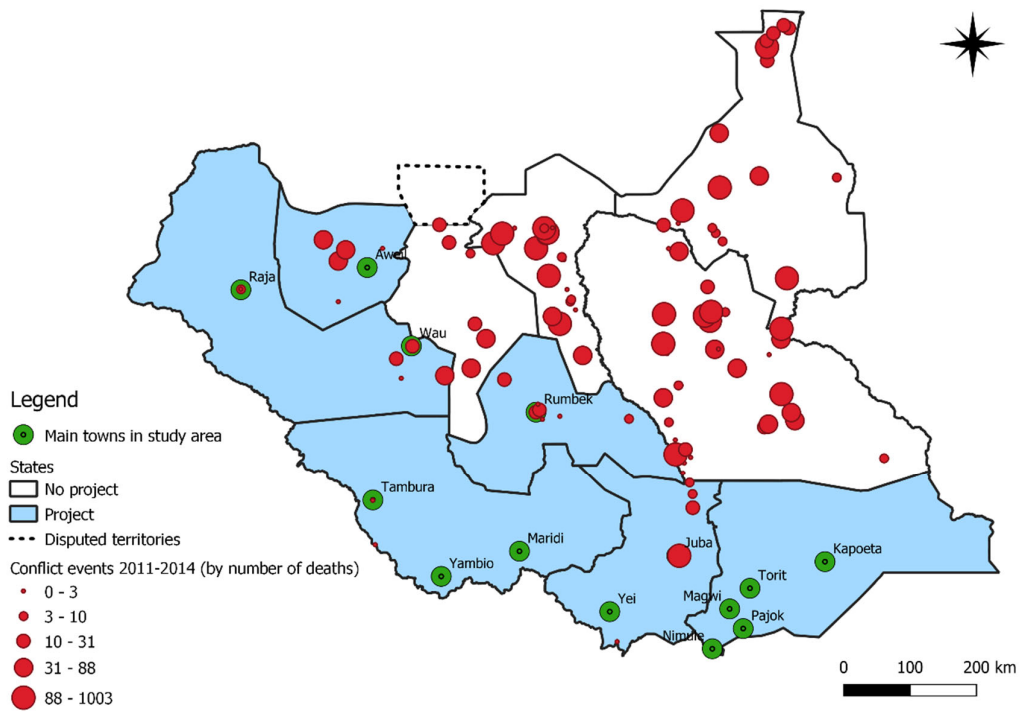 Raja
Aweil
Wau
Rumbek
Tambura
Maridi
Yambio
Juba
Kapoeta
Yei
Torit
Magwi
Pajok
Nimule
Legend
Main towns in study area
States
No project
Project
Disputed territories
Conflict events 2011-2014 (by number of deaths)
0 - 3
3 - 10
10 - 31
31 - 88
88 - 1003
0 100 200 km